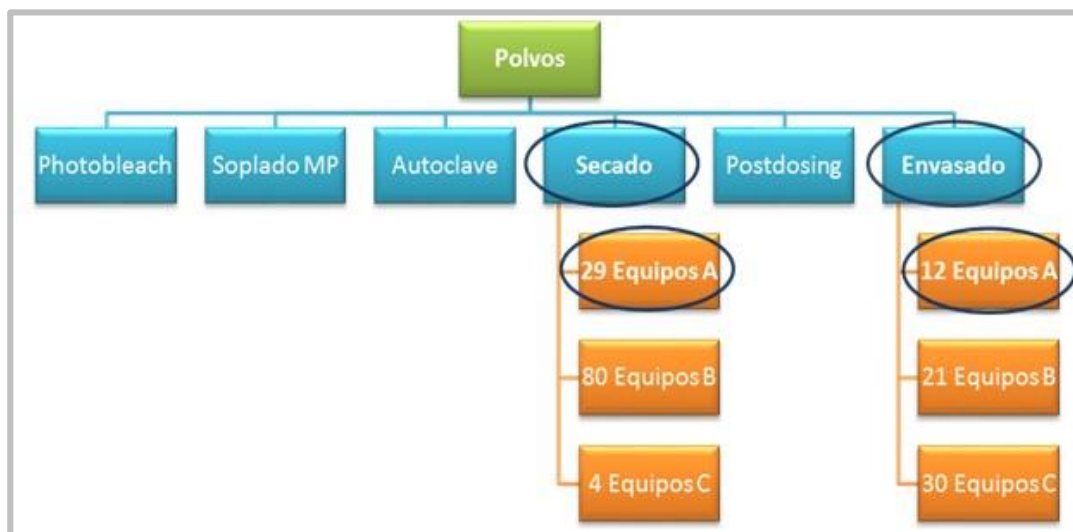 Polvos
Photobleach
Soplado MP
Autoclave
Secado
Postdosing
Envasado
29 Equipos A
12 Equipos A
80 Equipos B
21 Equipos B
4 Equipos C
30 Equipos C